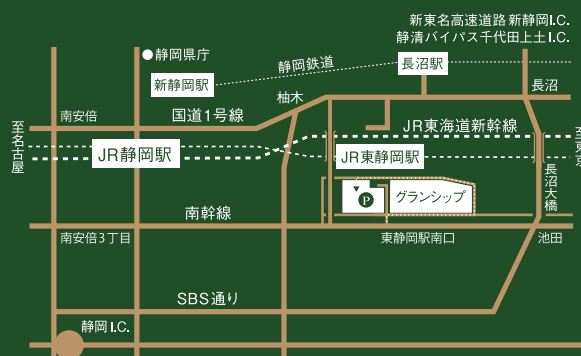 新東名高速道路 新静岡I.C.
静清バイパス千代田上土I.C.
静岡県庁
静岡鉄道
長沼駅
新静岡駅
柚木
長沼
南安倍
国道1号線
至名古屋
JR東海道新幹線
至東京
JR静岡駅
JR東静岡駅
長沼大橋
P
グランシップ
南幹線
南安倍3丁目
東静岡駅南口
池田
SBS通り
静岡I.C.